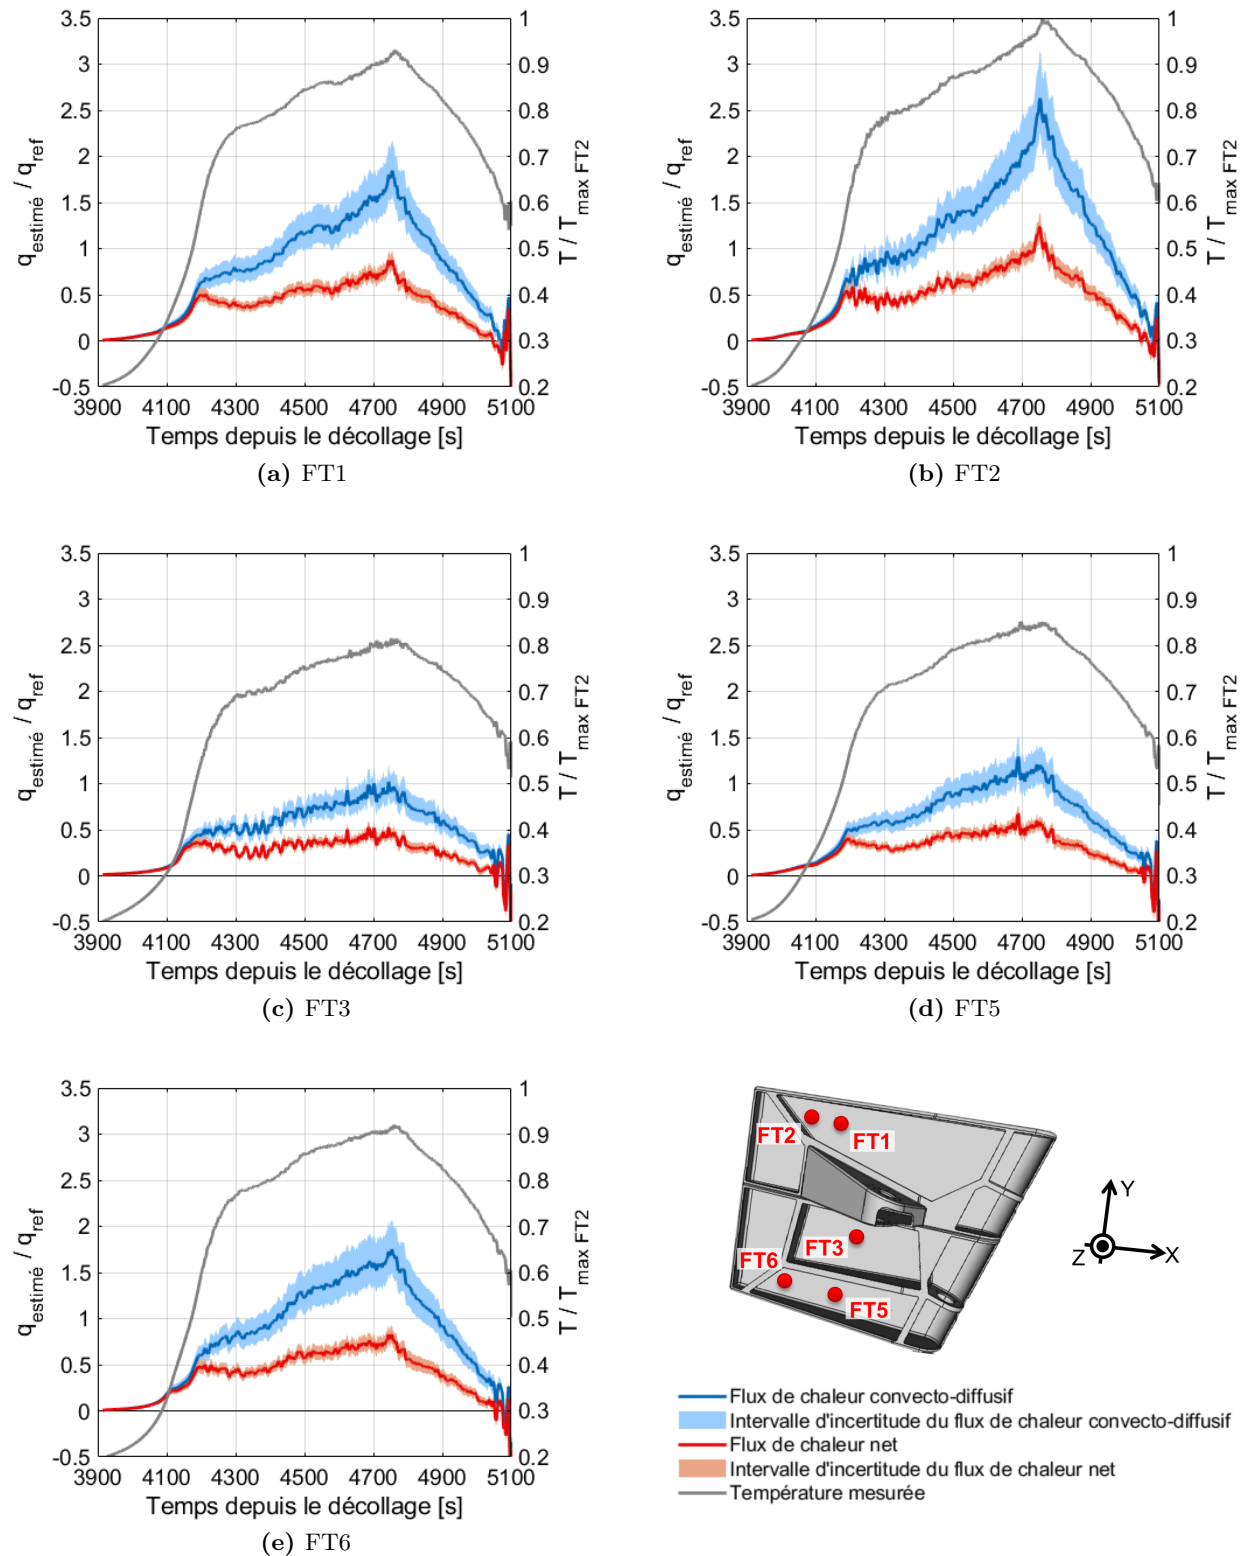 3.5
3
2.5
2
1.5
1
0.5
0
-0.5
q_estimé / q_ref
1
0.9
0.8
0.7
0.6
0.5
0.4
0.3
0.2
T / T_max FT2
3900 4100 4300 4500 4700 4900 5100
Temps depuis le décollage [s]
(a) FT1
3.5
3
2.5
2
1.5
1
0.5
0
-0.5
q_estimé / q_ref
1
0.9
0.8
0.7
0.6
0.5
0.4
0.3
0.2
T / T_max FT2
3900 4100 4300 4500 4700 4900 5100
Temps depuis le décollage [s]
(b) FT2
3.5
3
2.5
2
1.5
1
0.5
0
-0.5
q_estimé / q_ref
1
0.9
0.8
0.7
0.6
0.5
0.4
0.3
0.2
T / T_max FT2
3900 4100 4300 4500 4700 4900 5100
Temps depuis le décollage [s]
(c) FT3
3.5
3
2.5
2
1.5
1
0.5
0
-0.5
q_estimé / q_ref
1
0.9
0.8
0.7
0.6
0.5
0.4
0.3
0.2
T / T_max FT2
3900 4100 4300 4500 4700 4900 5100
Temps depuis le décollage [s]
(d) FT5
3.5
3
2.5
2
1.5
1
0.5
0
-0.5
q_estimé / q_ref
1
0.9
0.8
0.7
0.6
0.5
0.4
0.3
0.2
T / T_max FT2
3900 4100 4300 4500 4700 4900 5100
Temps depuis le décollage [s]
(e) FT6
FT2
FT1
FT3
FT6
FT5
Y
Z
X
Flux de chaleur convecto-diffusif
Intervalle d'incertitude du flux de chaleur convecto-diffusif
Flux de chaleur net
Intervalle d'incertitude du flux de chaleur net
Température mesurée